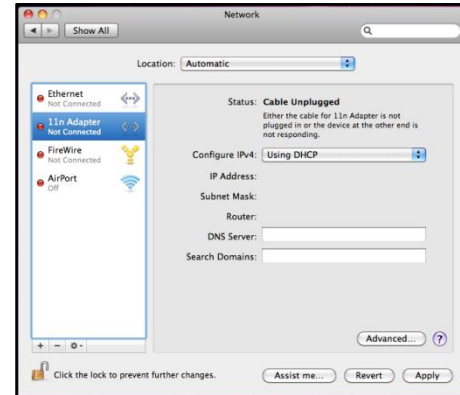 Network
Show All
Location: Automatic
Ethernet
Not Connected
11n Adapter
Not Connected
FireWire
Not Connected
AirPort
Off
Status: Cable Unplugged
Either the cable for 11n Adapter is not
plugged in or the device at the other end is
not responding.
Configure IPv4: Using DHCP
IP Address:
Subnet Mask:
Router:
DNS Server:
Search Domains:
Advanced... ?
Click the lock to prevent further changes.
Assist me... Revert Apply